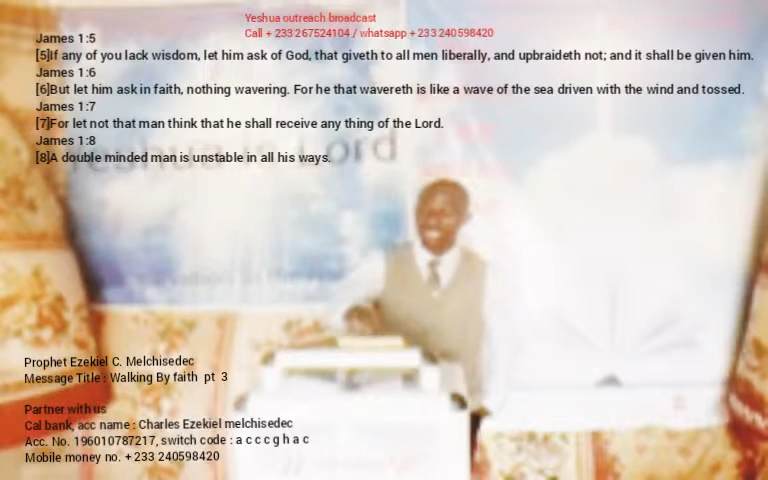 Yeshua outreach broadcast
Call + 233 267524104 / whatsapp + 233 240598420
James 1:5
[5]If any of you lack wisdom, let him ask of God, that giveth to all men liberally, and upbraideth not; and it shall be given him.
James 1:6
[6]But let him ask in faith, nothing wavering. For he that wavereth is like a wave of the sea driven with the wind and tossed.
James 1:7
[7]For let not that man think that he shall receive any thing of the Lord.
James 1:8
[8]A double minded man is unstable in all his ways.
Yeshua is Lord
Prophet Ezekiel C. Melchisedec
Message Title : Walking By faith pt 3
Partner with us
Cal bank, acc name : Charles Ezekiel melchisedec
Acc. No. 196010787217, switch code : a c c c g h a c
Mobile money no. + 233 240598420